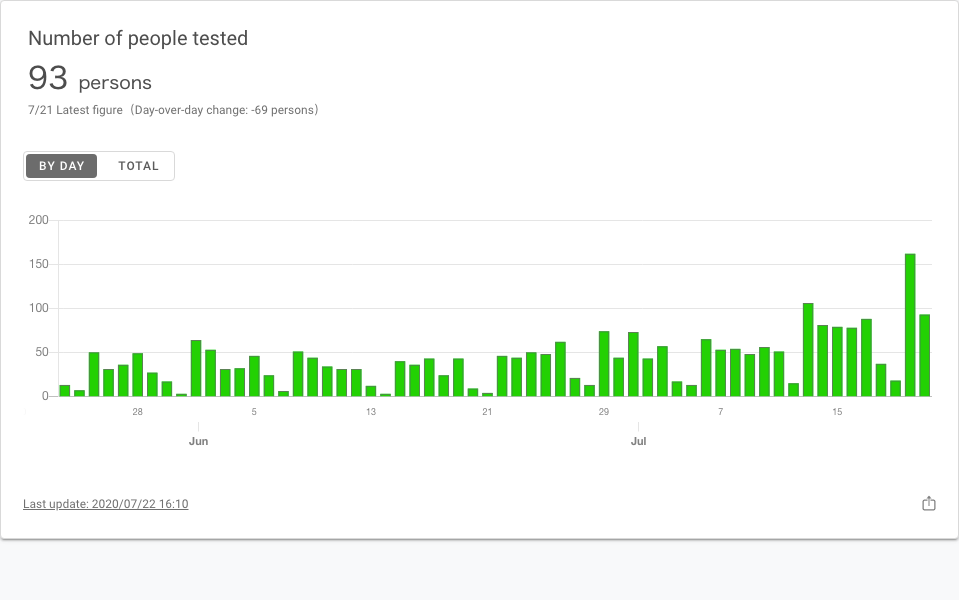 Number of people tested
93 persons
7/21 Latest figure（Day-over-day change: -69 persons）
BY DAY TOTAL
200
150
100
50
0
28 5 13 21 29 7 15
Jun Jul
Last update: 2020/07/22 16:10